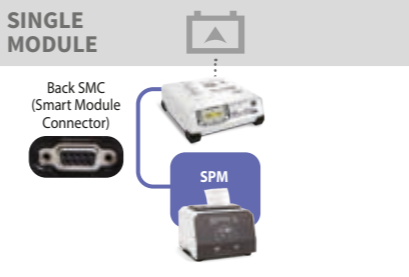 SINGLE
MODULE
Back SMC
(Smart Module
Connector)
SPM